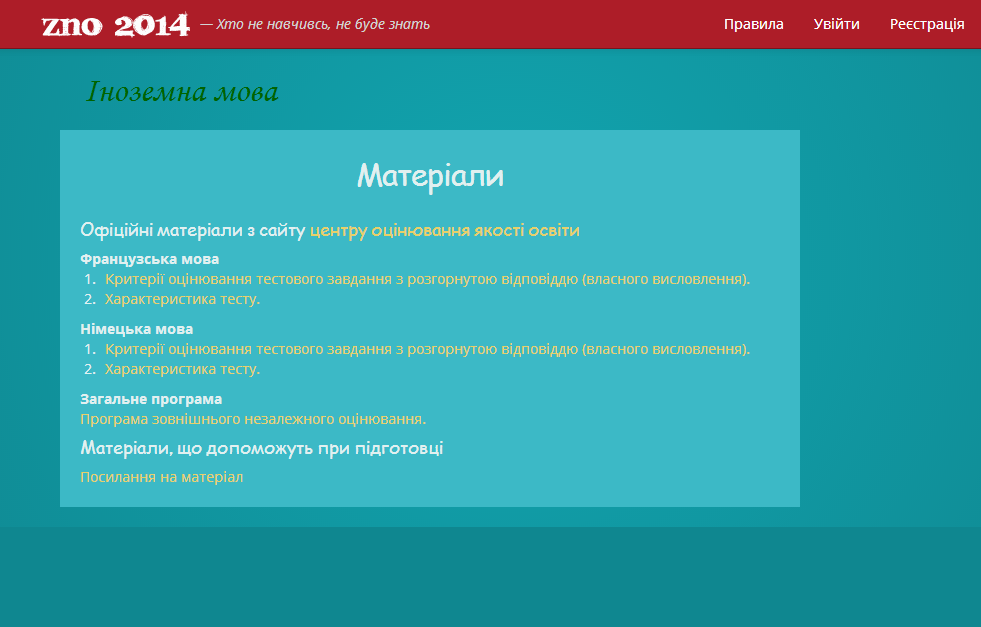 zno 2014 — Хто не навчивсь, не буде знать Правила Увійти Реєстрація
Іноземна мова
Матеріали
Офіційні матеріали з сайту центру оцінювання якості освіти
Французська мова
1. Критерії оцінювання тестового завдання з розгорнутою відповіддю (власного висловлення).
2. Характеристика тесту.
Німецька мова
1. Критерії оцінювання тестового завдання з розгорнутою відповіддю (власного висловлення).
2. Характеристика тесту.
Загальне програма
Програма зовнішнього незалежного оцінювання.
Матеріали, що допоможуть при підготовці
Посилання на матеріал